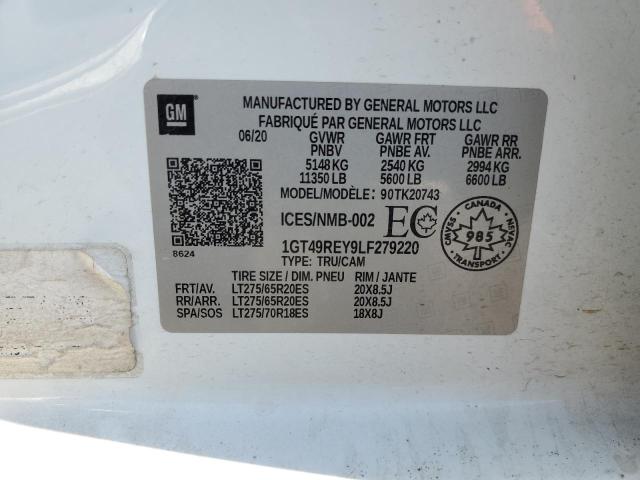 GM
MANUFACTURED BY GENERAL MOTORS LLC
FABRIQUÉ PAR GENERAL MOTORS LLC
06/20 GVWR GAWR FRT GAWR RR
PNBV PNBE AV. PNBE ARR.
5148 KG 2540 KG 2994 KG
11350 LB 5600 LB 6600 LB
MODEL/MODÈLE: 90TK20743
ICES/NMB-002 EC
CANADA
CMVSS 985 NSVAC
TRANSPORT
8624
1GT49REY9LF279220
TYPE: TRU/CAM
TIRE SIZE / DIM. PNEU RIM / JANTE
FRT/AV. LT275/65R20ES 20X8.5J
RR/ARR. LT275/65R20ES 20X8.5J
SPA/SOS LT275/70R18ES 18X8J